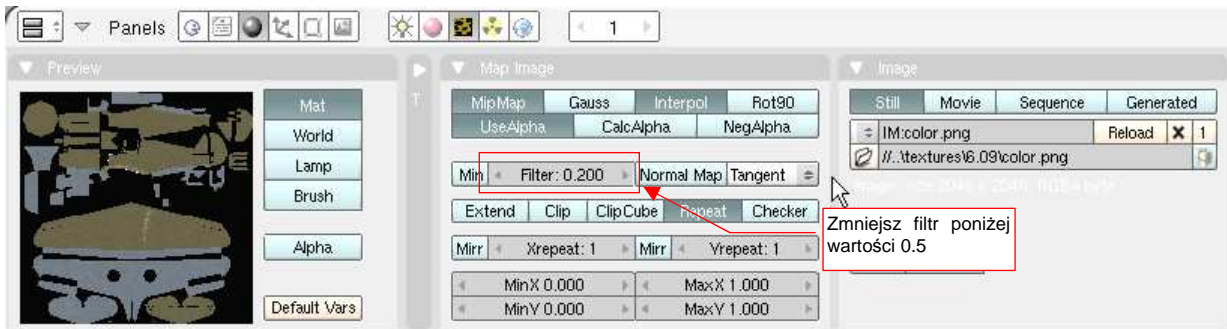 Panels
1
Preview
Mat
World
Lamp
Brush
Alpha
Default Vars
T
Map Image
MipMap Gauss Interpol Rot90
UseAlpha CalcAlpha NegAlpha
Min Filter: 0.200 Normal Map Tangent
Extend Clip ClipCube Repeat Checker
Mirr Xrepeat: 1 Mirr Yrepeat: 1
MinX 0.000 MaxX 1.000
MinY 0.000 MaxY 1.000
Image
Still Movie Sequence Generated
IM:color.png Reload X 1
//..\textures\6.09\color.png
Zmniejsz filtr poniżej
wartości 0.5